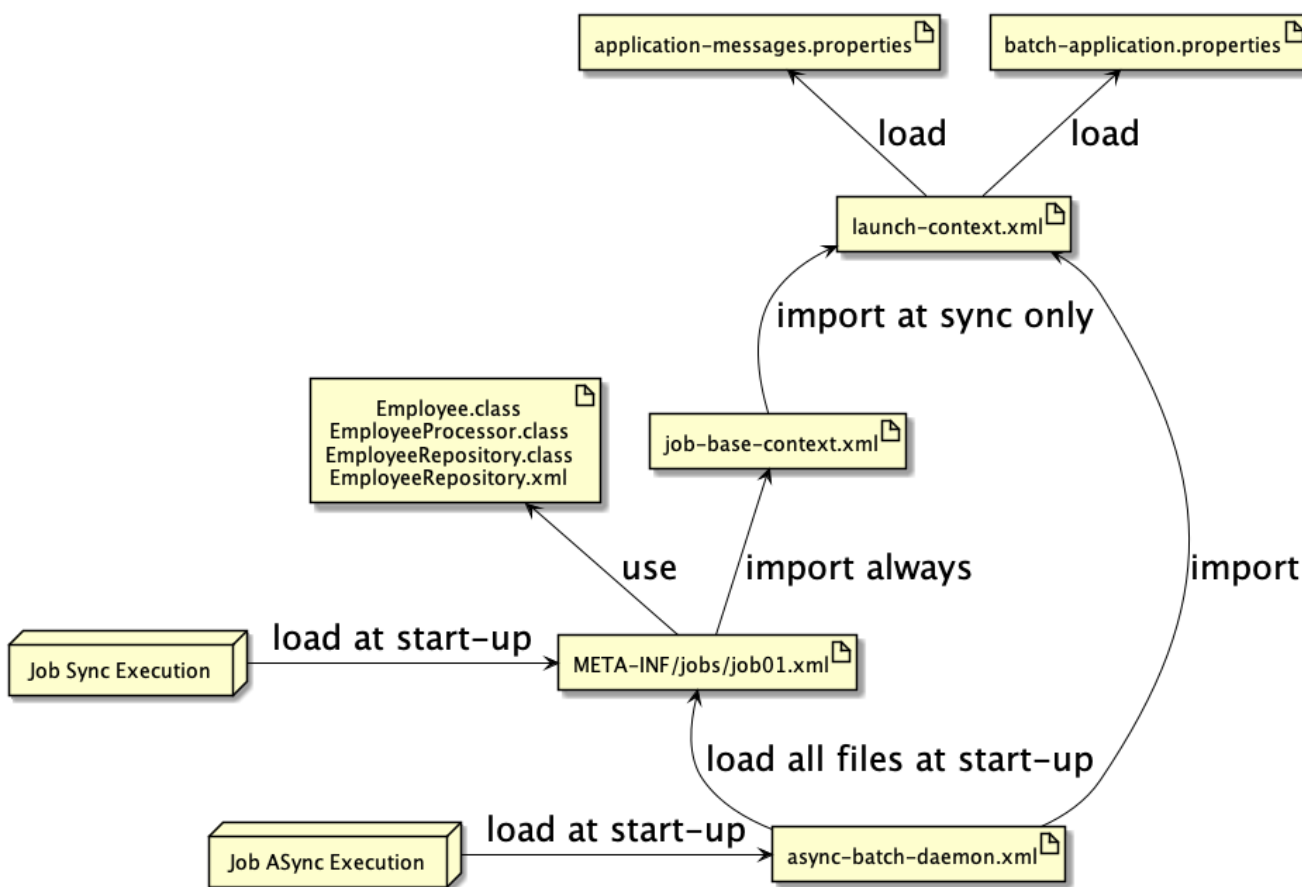 application-messages.properties
batch-application.properties
load
load
launch-context.xml
import at sync only
Employee.class
EmployeeProcessor.class
EmployeeRepository.class
EmployeeRepository.xml
job-base-context.xml
use
import always
import
Job Sync Execution
load at start-up
META-INF/jobs/job01.xml
load all files at start-up
Job ASync Execution
load at start-up
async-batch-daemon.xml